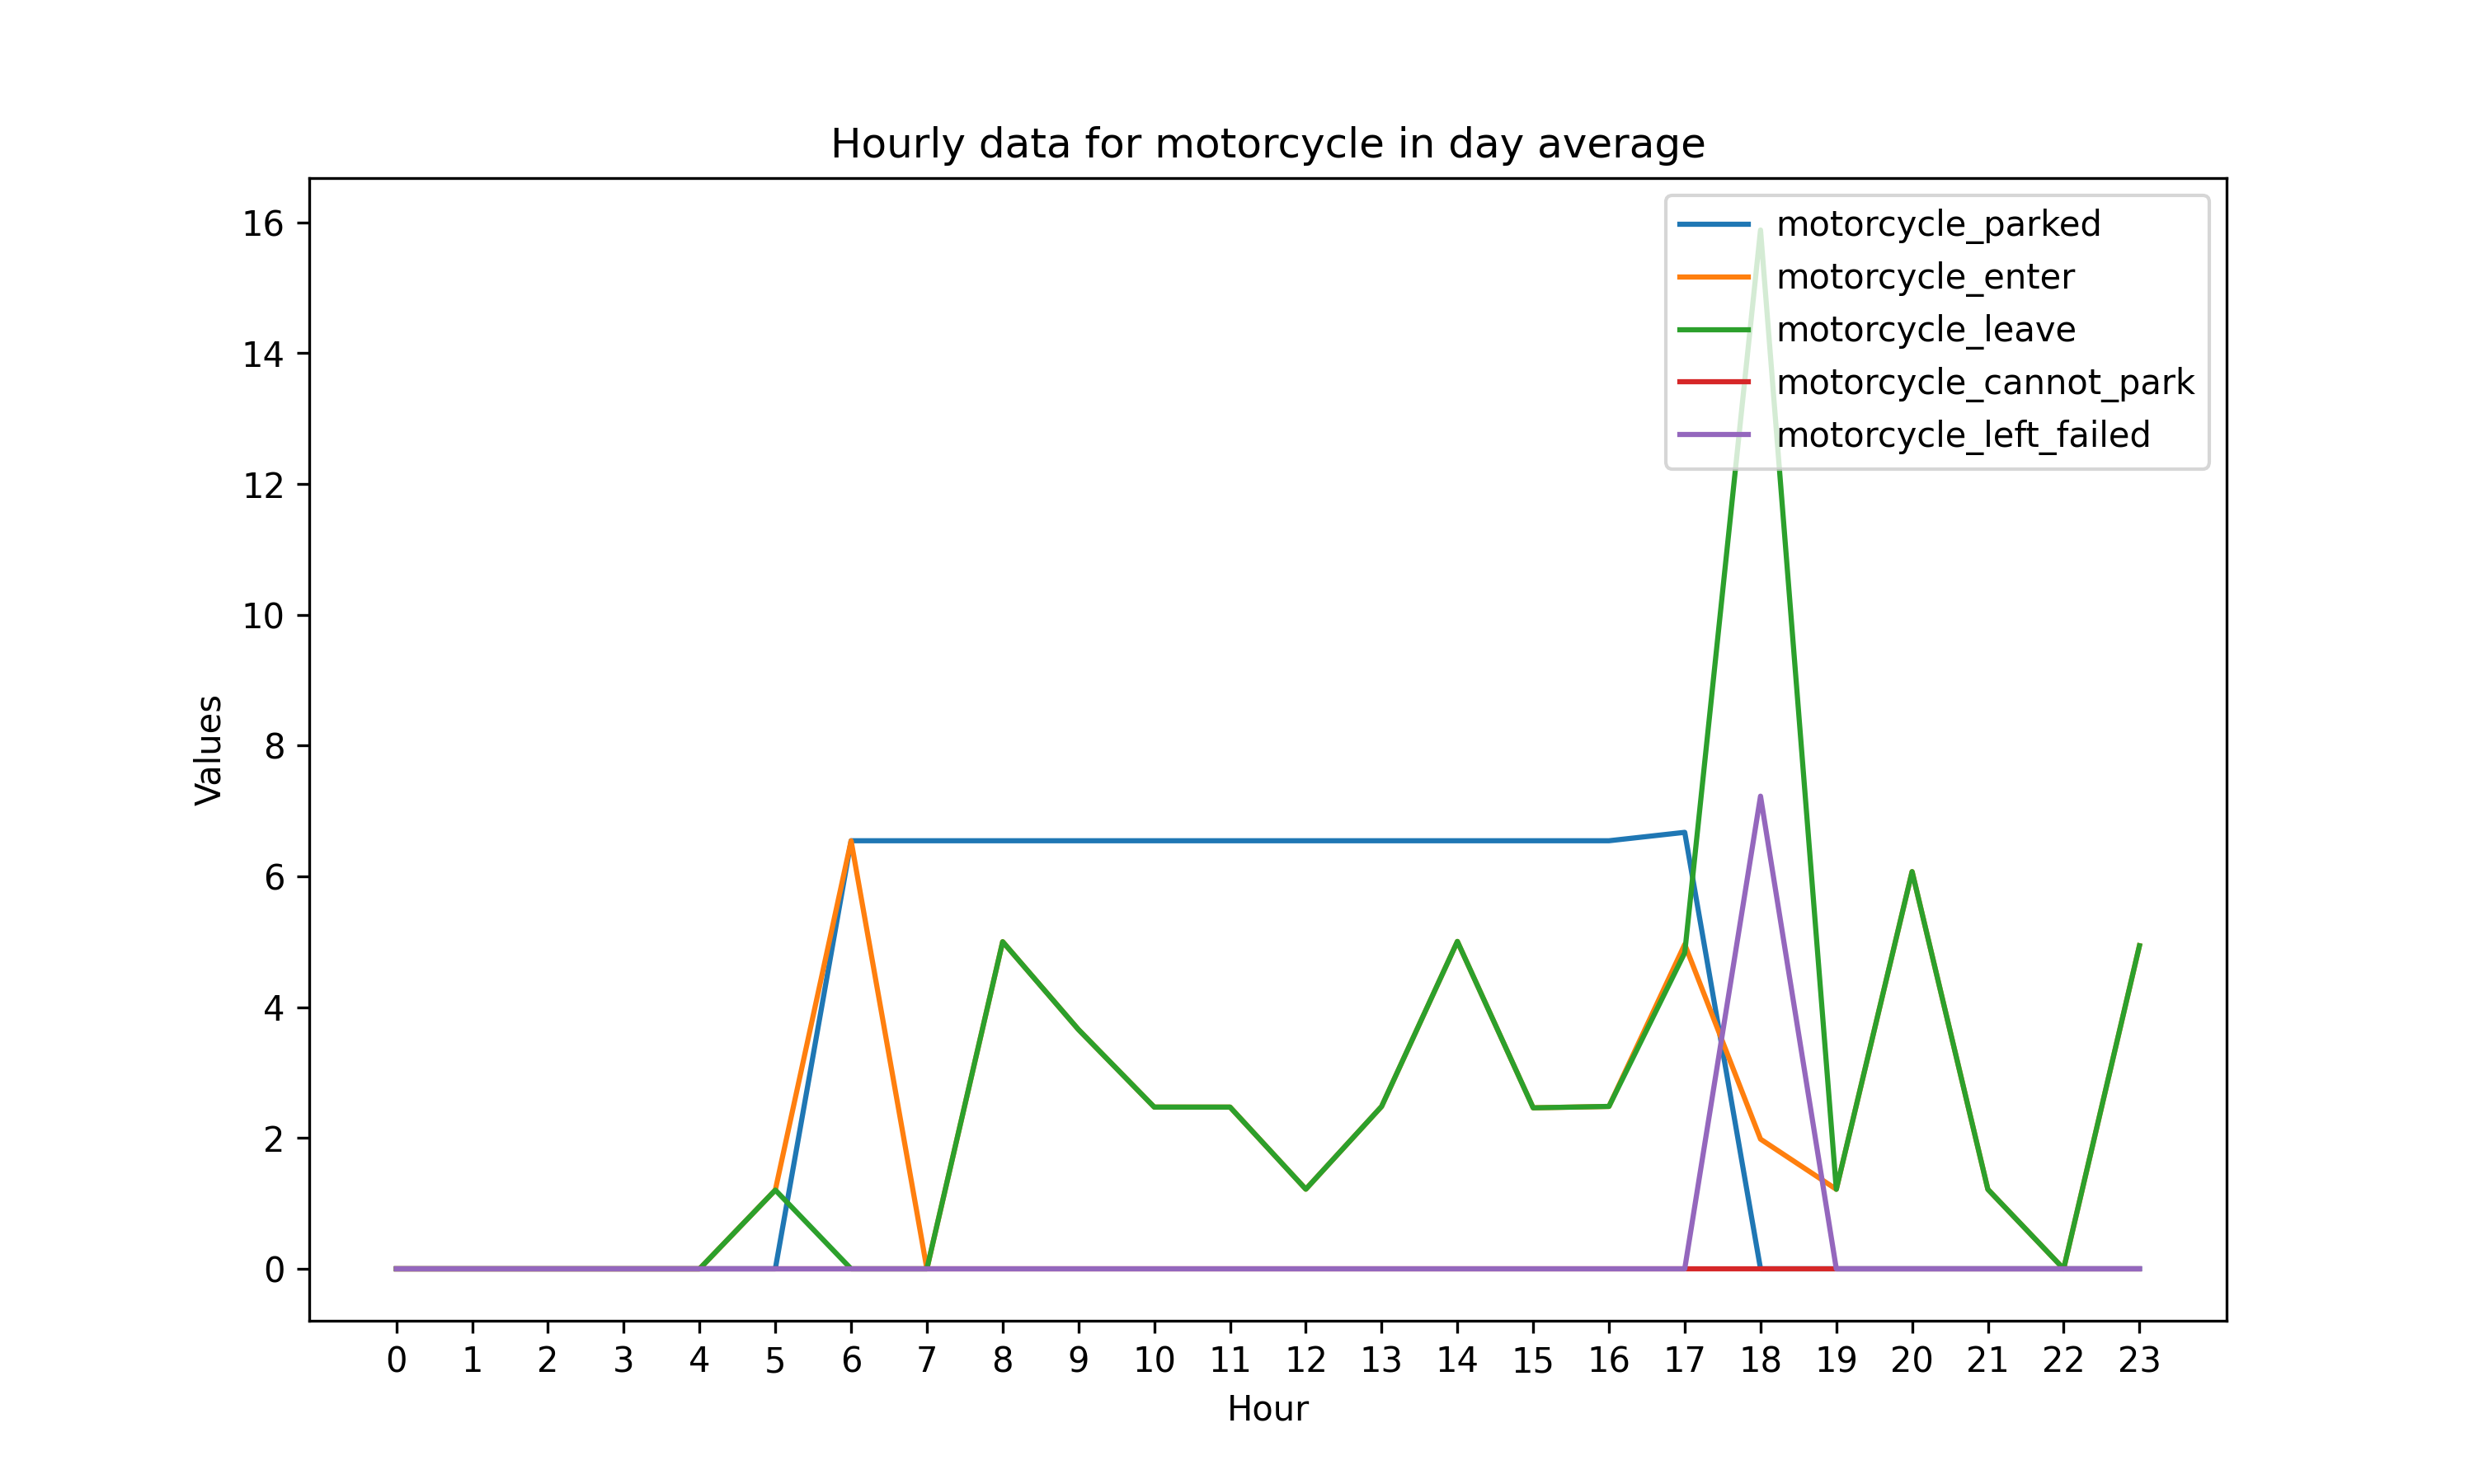 Hourly data for motorcycle in day average
motorcycle_parked
motorcycle_enter
motorcycle_leave
motorcycle_cannot_park
motorcycle_left_failed
16
14
12
10
8
6
4
2
0
Values
0 1 2 3 4 5 6 7 8 9 10 11 12 13 14 15 16 17 18 19 20 21 22 23
Hour